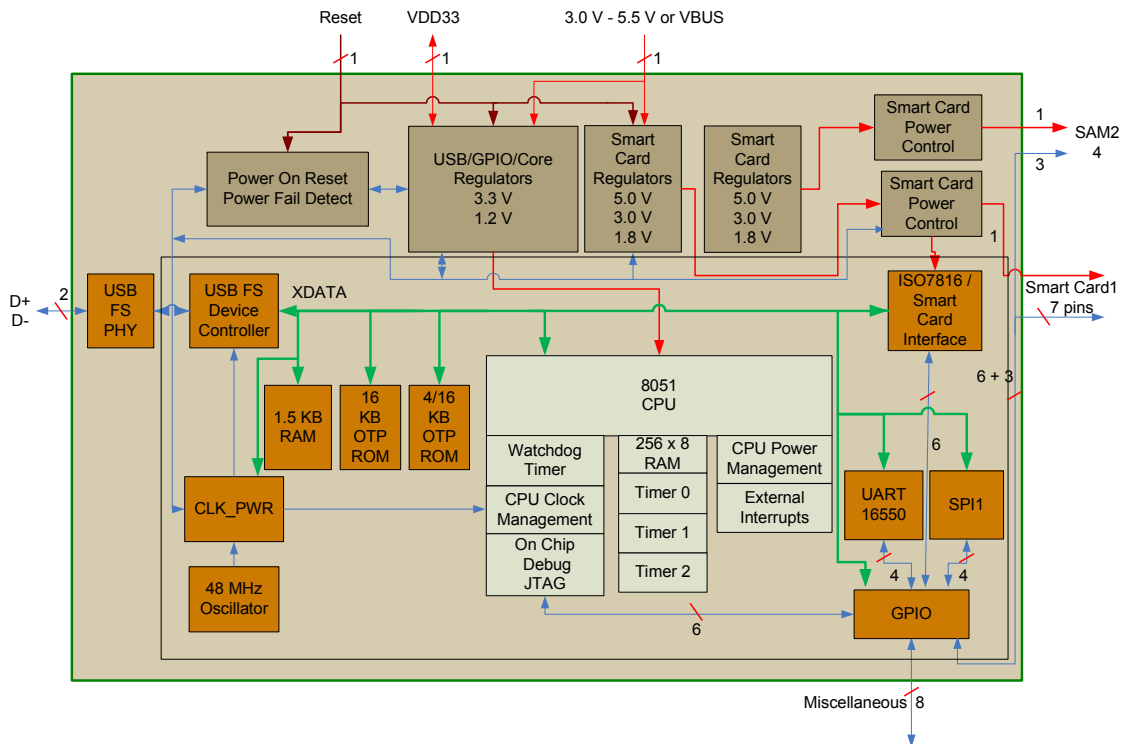 Reset
VDD33
3.0 V - 5.5 V or VBUS
1
1
1
Smart Card
Power
Control
1
SAM2
4
3
Power On Reset
Power Fail Detect
USB/GPIO/Core
Regulators
3.3 V
1.2 V
Smart
Card
Regulators
5.0 V
3.0 V
1.8 V
Smart
Card
Regulators
5.0 V
3.0 V
1.8 V
Smart Card
Power
Control
1
D+
D-
2
USB
FS
PHY
USB FS
Device
Controller
XDATA
ISO7816 /
Smart
Card
Interface
Smart Card1
7 pins
1.5 KB
RAM
16
KB
OTP
ROM
4/16
KB
OTP
ROM
8051
CPU
6 + 3
6
Watchdog
Timer
CPU Clock
Management
On Chip
Debug
JTAG
256 x 8
RAM
Timer 0
Timer 1
Timer 2
CPU Power
Management
External
Interrupts
UART
16550
SPI1
CLK_PWR
48 MHz
Oscillator
4
4
6
GPIO
Miscellaneous
8